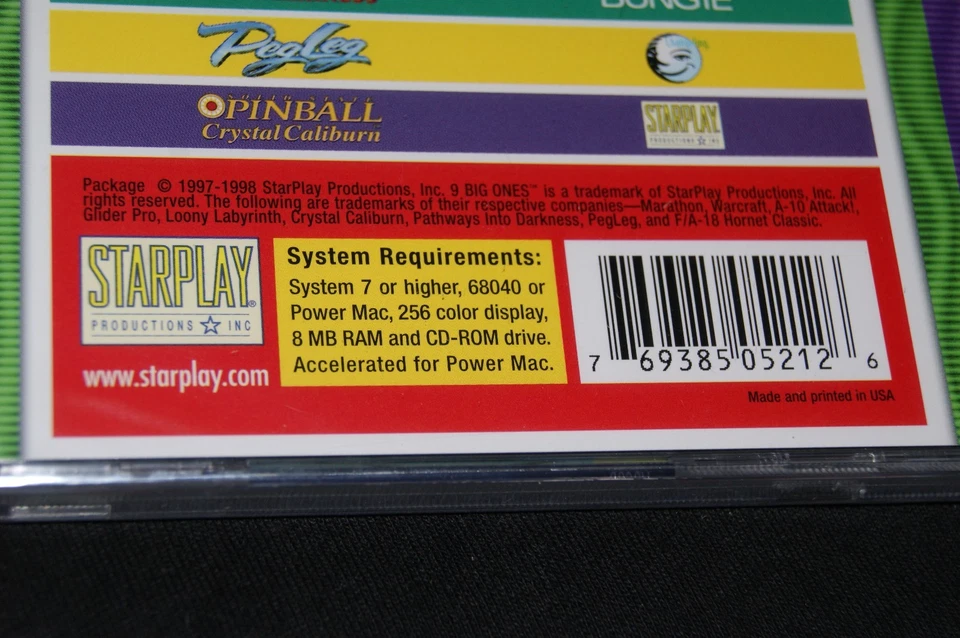 BUNGIE
PegLeg
PINBALL
Crystal Caliburn
STARPLAY
PRODUCTIONS INC
Package © 1997-1998 StarPlay Productions, Inc. 9 BIG ONES™ is a trademark of StarPlay Productions, Inc. All
rights reserved. The following are trademarks of their respective companies—Marathon, Warcraft, A-10 Attack!,
Glider Pro, Loony Labyrinth, Crystal Caliburn, Pathways Into Darkness, PegLeg, and F/A-18 Hornet Classic.
STARPLAY®
PRODUCTIONS INC
www.starplay.com
System Requirements:
System 7 or higher, 68040 or
Power Mac, 256 color display,
8 MB RAM and CD-ROM drive.
Accelerated for Power Mac.
7 69385 05212 6
Made and printed in USA